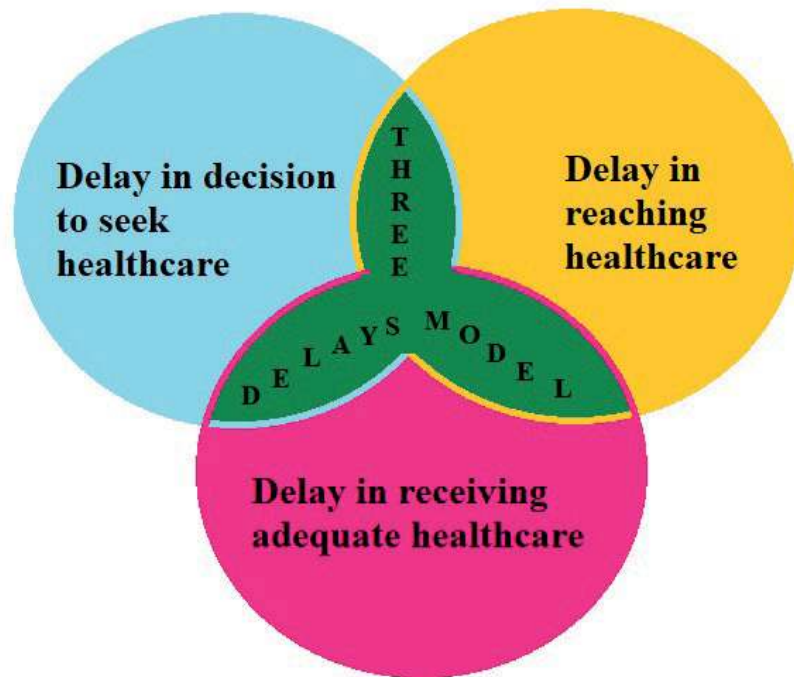 Delay in decision
to seek
healthcare
Delay in
reaching
healthcare
THREE
DELAYS MODEL
Delay in receiving
adequate healthcare